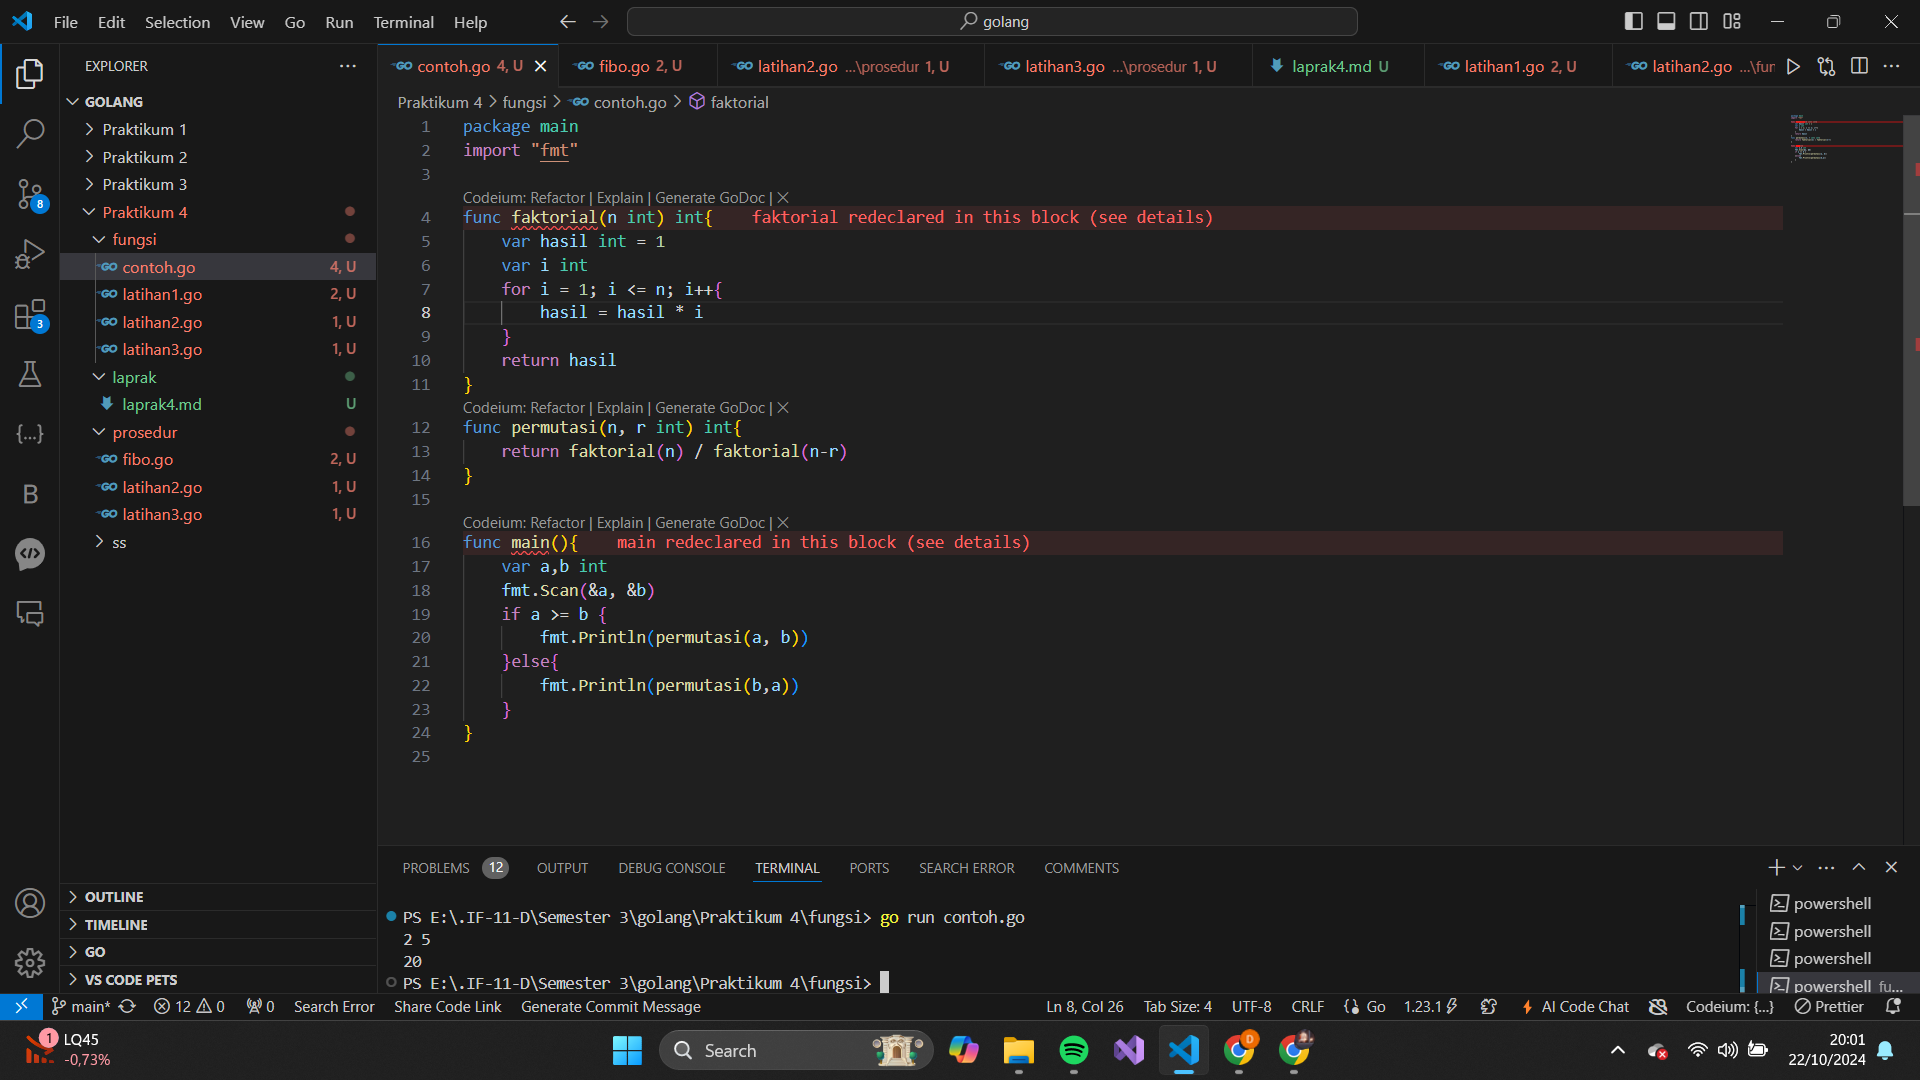 File Edit Selection View Go Run Terminal Help
golang
EXPLORER
GOLANG
Praktikum 1
Praktikum 2
Praktikum 3
Praktikum 4
fungsi
contoh.go 4, U
latihan1.go 2, U
latihan2.go 1, U
latihan3.go 1, U
laprak
laprak4.md U
prosedur
fibo.go 2, U
latihan2.go 1, U
latihan3.go 1, U
ss
OUTLINE
TIMELINE
GO
VS CODE PETS
8
3
contoh.go 4, U
fibo.go 2, U
latihan2.go ...\prosedur 1, U
latihan3.go ...\prosedur 1, U
laprak4.md U
latihan1.go 2, U
latihan2.go ...\fur
Praktikum 4 > fungsi > contoh.go > faktorial
1 package main
2 import "fmt"
3
Codeium: Refactor | Explain | Generate GoDoc | X
4 func faktorial(n int) int{ faktorial redeclared in this block (see details)
5 var hasil int = 1
6 var i int
7 for i = 1; i <= n; i++{
8 hasil = hasil * i
9 }
10 return hasil
11 }
Codeium: Refactor | Explain | Generate GoDoc | X
12 func permutasi(n, r int) int{
13 return faktorial(n) / faktorial(n-r)
14 }
15
Codeium: Refactor | Explain | Generate GoDoc | X
16 func main(){ main redeclared in this block (see details)
17 var a,b int
18 fmt.Scan(&a, &b)
19 if a >= b {
20 fmt.Println(permutasi(a, b))
21 }else{
22 fmt.Println(permutasi(b,a))
23 }
24 }
25
PROBLEMS 12 OUTPUT DEBUG CONSOLE TERMINAL PORTS SEARCH ERROR COMMENTS
PS E:\.IF-11-D\Semester 3\golang\Praktikum 4\fungsi> go run contoh.go
2 5
20
PS E:\.IF-11-D\Semester 3\golang\Praktikum 4\fungsi>
powershell
powershell
powershell
powershell fu...
main* 12 0 0 Search Error Share Code Link Generate Commit Message Ln 8, Col 26 Tab Size: 4 UTF-8 CRLF Go 1.23.1 AI Code Chat Codeium: {...} Prettier
1
LQ45
-0,73%
Search
D
20:01
22/10/2024